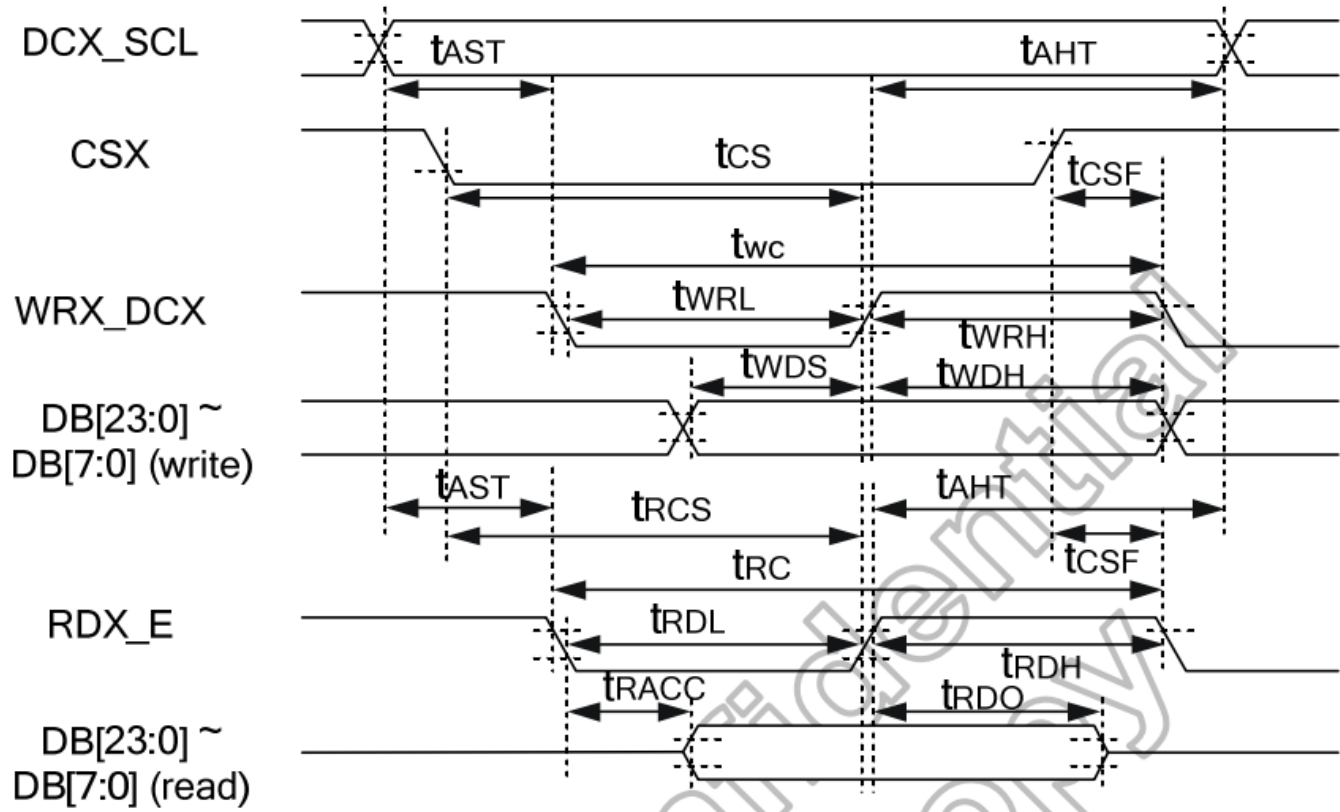 DCX_SCL
tAST
tAHT
CSX
tCS
tCSF
twc
WRX_DCX
tWRL
tWRH
tWDS
tWDH
DB[23:0] ~
DB[7:0] (write)
tAST
tAHT
tRCS
tCSF
tRC
RDX_E
tRDL
tRDH
tRACC
tRDO
DB[23:0] ~
DB[7:0] (read)